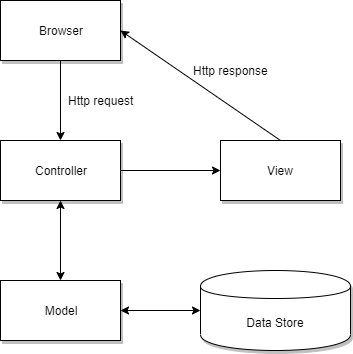 Browser
Http response
Http request
Controller
View
Model
Data Store